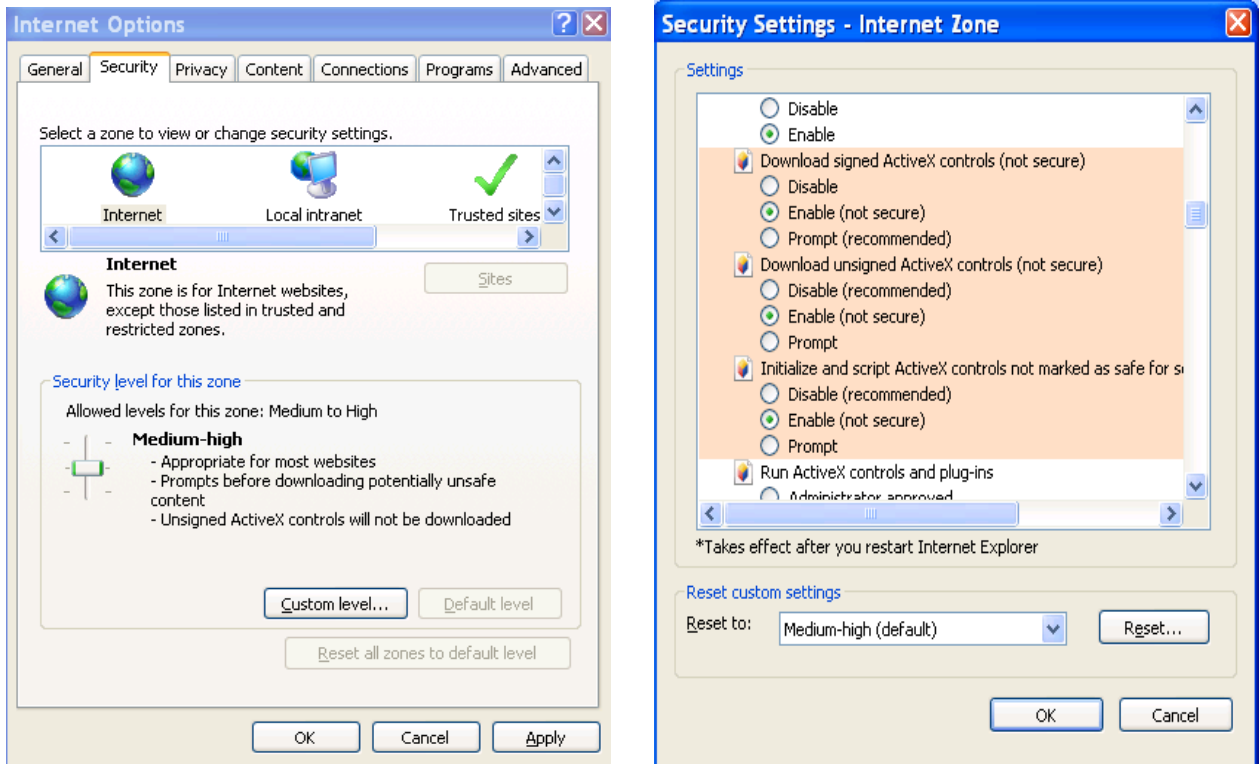 Internet Options
General Security Privacy Content Connections Programs Advanced
Select a zone to view or change security settings.
Internet Local intranet Trusted sites
Internet
This zone is for Internet websites,
except those listed in trusted and
restricted zones.
Sites
Security level for this zone
Allowed levels for this zone: Medium to High
Medium-high
- Appropriate for most websites
- Prompts before downloading potentially unsafe
content
- Unsigned ActiveX controls will not be downloaded
Custom level... Default level
Reset all zones to default level
OK Cancel Apply
Security Settings - Internet Zone
Settings
Disable
Enable
Download signed ActiveX controls (not secure)
Disable
Enable (not secure)
Prompt (recommended)
Download unsigned ActiveX controls (not secure)
Disable (recommended)
Enable (not secure)
Prompt
Initialize and script ActiveX controls not marked as safe for
Disable (recommended)
Enable (not secure)
Prompt
Run ActiveX controls and plug-ins
Administrator approved
*Takes effect after you restart Internet Explorer
Reset custom settings
Reset to: Medium-high (default) Reset...
OK Cancel